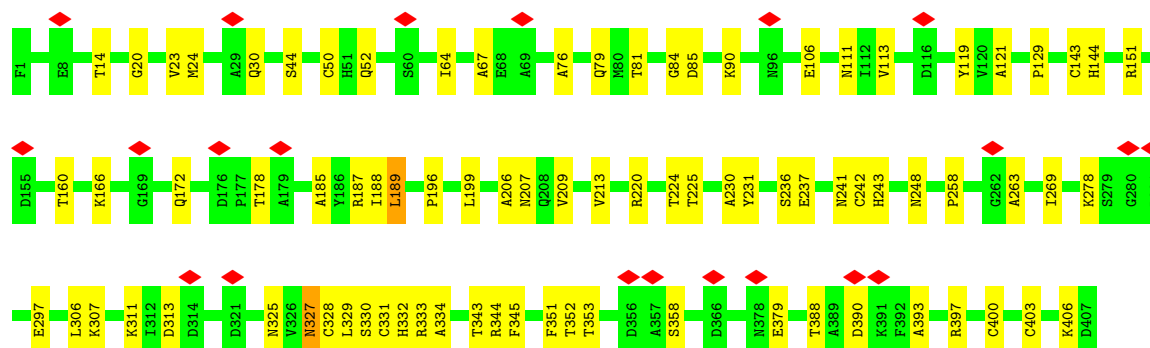 F1 E8 T14 G20 V23 M24 A29 Q30 S44 C50 H51 Q52 S60 I64 A67 E68 A69 A76 Q79 M80 T81 G84 D85 K90 N96 E106 N111 I112 V113 D116 Y119 V120 A121 P129 C143 H144 R151
D155 T160 K166 G169 Q172 D176 P177 T178 A179 A185 Y186 R187 I188 L189 P196 L199 A206 N207 Q208 V209 V213 R220 T224 T225 A230 Y231 S236 E237 N241 C242 H243 N248 P258 G262 A263 I269 K278 S279 G280
E297 L306 K307 K311 I312 D313 D314 D321 N325 V326 N327 C328 L329 S330 C331 H332 R333 A334 T343 R344 F345 F351 T352 T353 D356 A357 S358 D366 N378 E379 T388 A389 D390 K391 F392 A393 R397 C400 C403 K406 D407